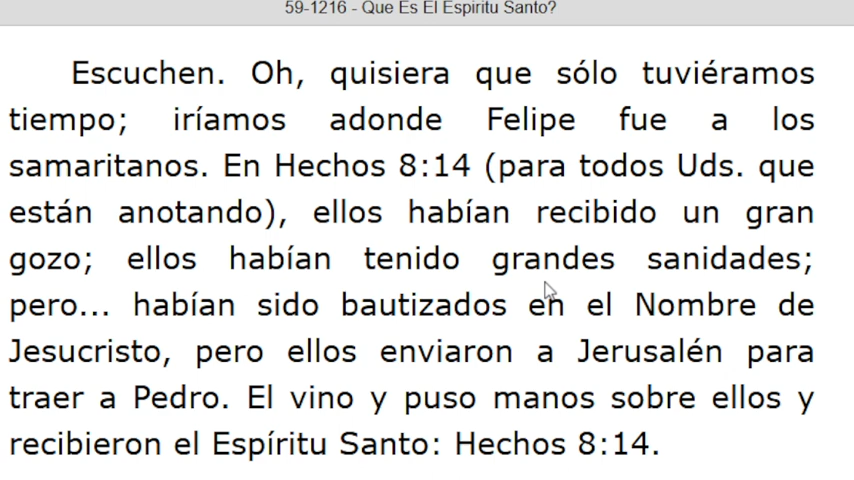 59-1216 - Que Es El Espiritu Santo?
Escuchen. Oh, quisiera que sólo tuviéramos
tiempo; iríamos adonde Felipe fue a los
samaritanos. En Hechos 8:14 (para todos Uds. que
están anotando), ellos habían recibido un gran
gozo; ellos habían tenido grandes sanidades;
pero... habían sido bautizados en el Nombre de
Jesucristo, pero ellos enviaron a Jerusalén para
traer a Pedro. El vino y puso manos sobre ellos y
recibieron el Espíritu Santo: Hechos 8:14.